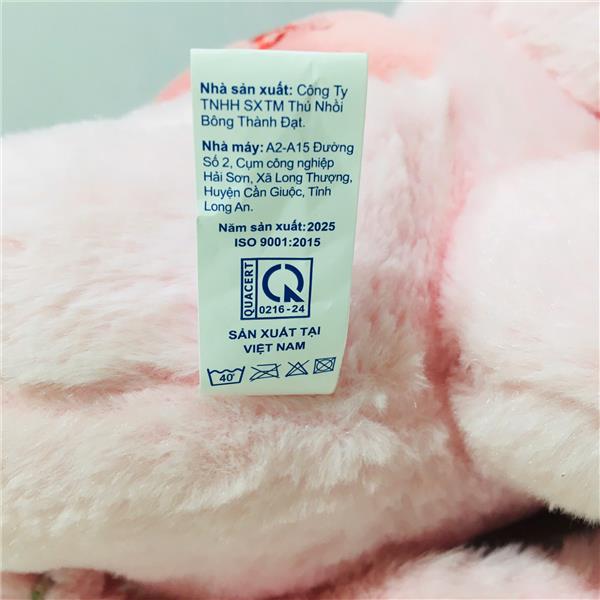 Nhà sản xuất: Công Ty
TNHH SXTM Thú Nhồi
Bông Thành Đạt.
Nhà máy: A2-A15 Đường
Số 2, Cụm công nghiệp
Hải Sơn, Xã Long Thượng,
Huyện Cần Giuộc, Tỉnh
Long An.
Năm sản xuất:2025
ISO 9001:2015
QUACERT
0216-24
SẢN XUẤT TẠI
VIỆT NAM
40°